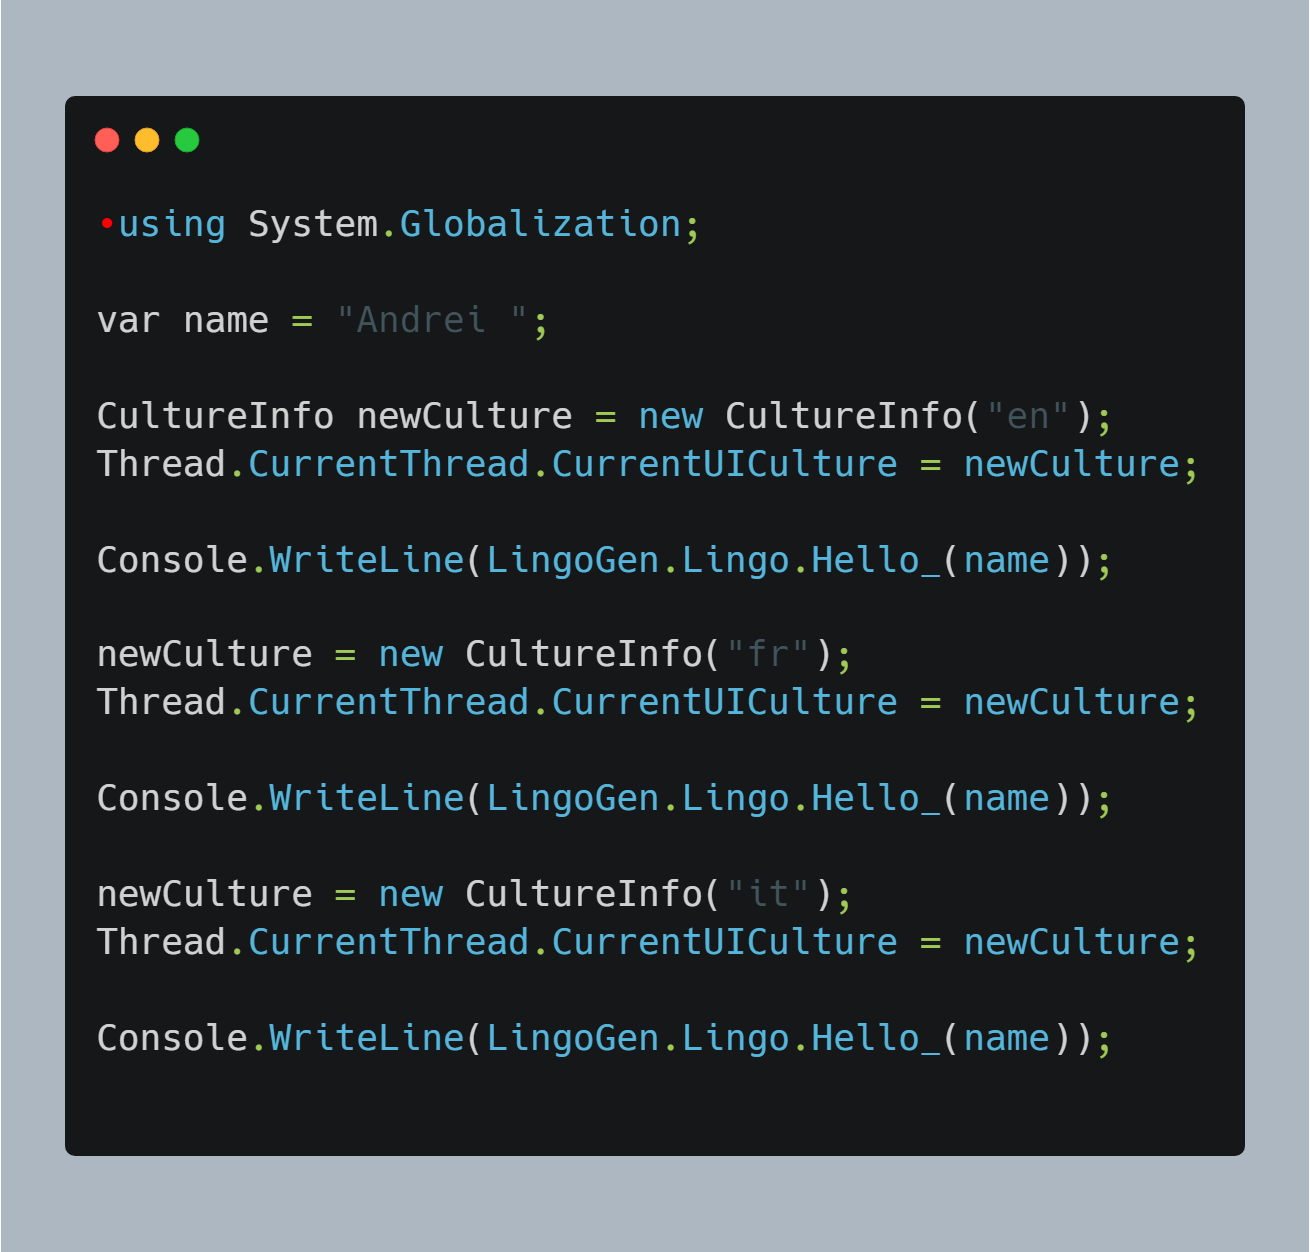 •using System.Globalization;
var name = "Andrei ";
CultureInfo newCulture = new CultureInfo("en");
Thread.CurrentThread.CurrentUICulture = newCulture;
Console.WriteLine(LingoGen.Lingo.Hello_(name));
newCulture = new CultureInfo("fr");
Thread.CurrentThread.CurrentUICulture = newCulture;
Console.WriteLine(LingoGen.Lingo.Hello_(name));
newCulture = new CultureInfo("it");
Thread.CurrentThread.CurrentUICulture = newCulture;
Console.WriteLine(LingoGen.Lingo.Hello_(name));